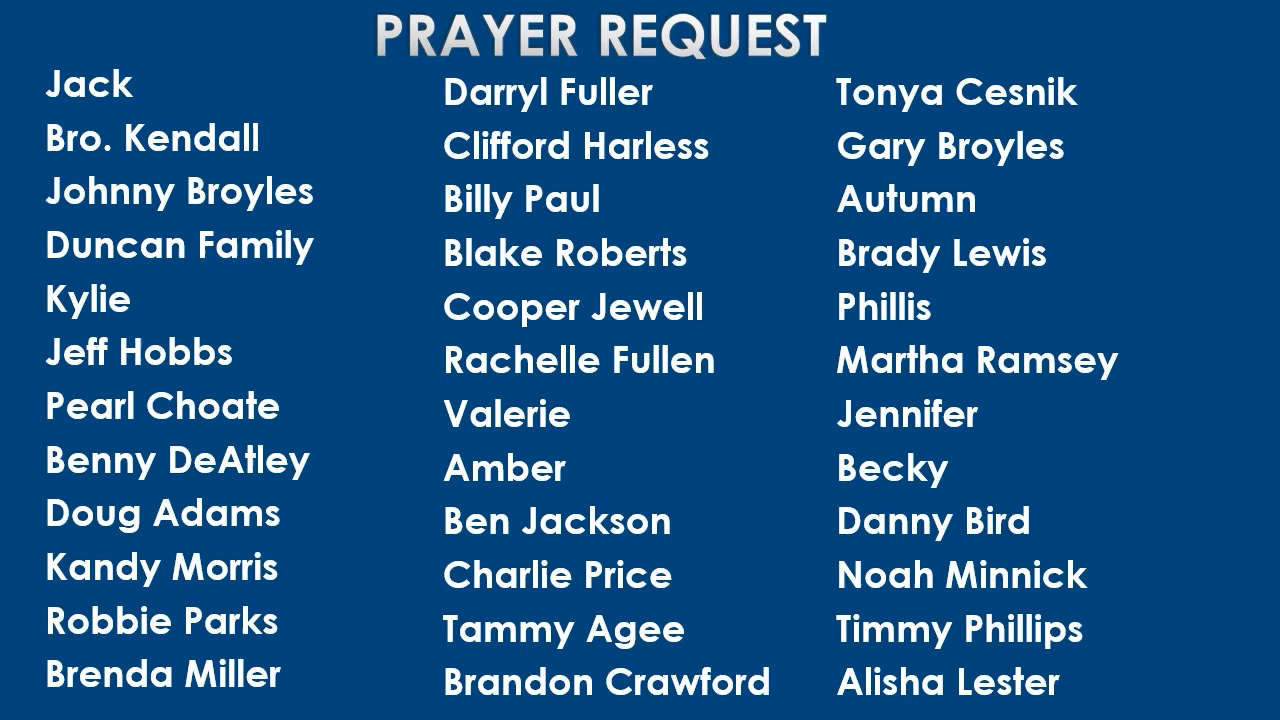 PRAYER REQUEST
Jack
Bro. Kendall
Johnny Broyles
Duncan Family
Kylie
Jeff Hobbs
Pearl Choate
Benny DeAtley
Doug Adams
Kandy Morris
Robbie Parks
Brenda Miller
Darryl Fuller
Clifford Harless
Billy Paul
Blake Roberts
Cooper Jewell
Rachelle Fullen
Valerie
Amber
Ben Jackson
Charlie Price
Tammy Agee
Brandon Crawford
Tonya Cesnik
Gary Broyles
Autumn
Brady Lewis
Phillis
Martha Ramsey
Jennifer
Becky
Danny Bird
Noah Minnick
Timmy Phillips
Alisha Lester